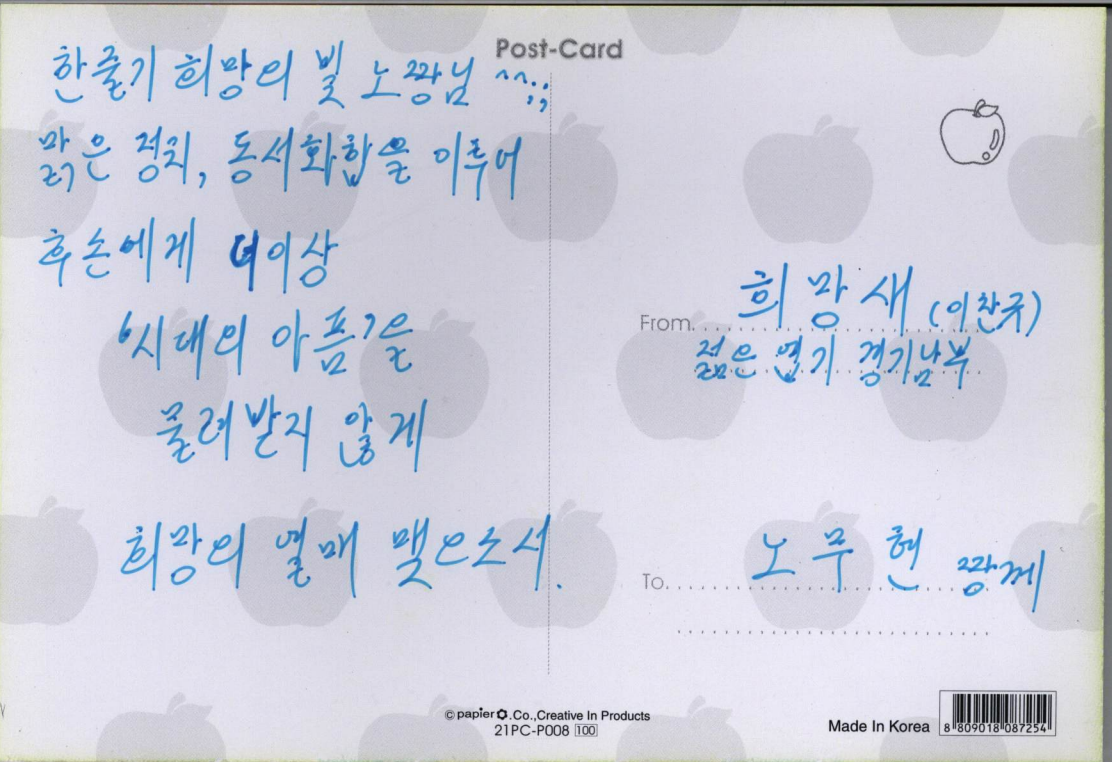 Post-Card
한줄기 희망의 빛 노짱님 ^^;;
맑은 정치, 동서화합을 이루어
후손에게 더이상
시대의 아픔을
물려받지 않게
희망의 열매 맺으소서.
From 희망새 (이찬규)
젊은 열기 경기남부
To 노무현 짱께
© papier .Co.,Creative In Products
21PC-P008 100
Made In Korea
8 809018 087254